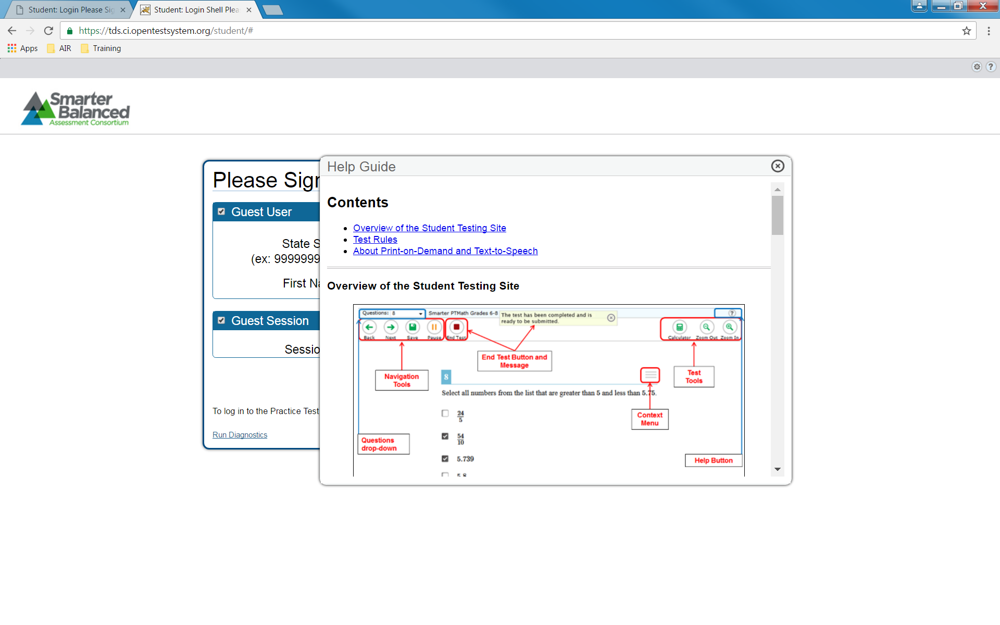 Student: Login Please Sig
Student: Login Shell Plea
https://tds.ci.opentestsystem.org/student/#
Apps
AIR
Training
Smarter
Balanced
Assessment Consortium
Please Sign
Guest User
State S
(ex: 9999999
First Na
Guest Session
Sessio
To log in to the Practice Test
Run Diagnostics
Help Guide
Contents
Overview of the Student Testing Site
Test Rules
About Print-on-Demand and Text-to-Speech
Overview of the Student Testing Site
Questions: 8
Smarter PTMath Grades 6-8
The test has been completed and is
ready to be submitted.
?
Back
Next
Save
Pause
End Test
Calculator
Zoom Out
Zoom In
End Test Button and
Message
Navigation
Tools
Test
Tools
8
Select all numbers from the list that are greater than 5 and less than 5.75.
Context
Menu
24
5
54
10
Questions
drop-down
5.739
Help Button
5.8